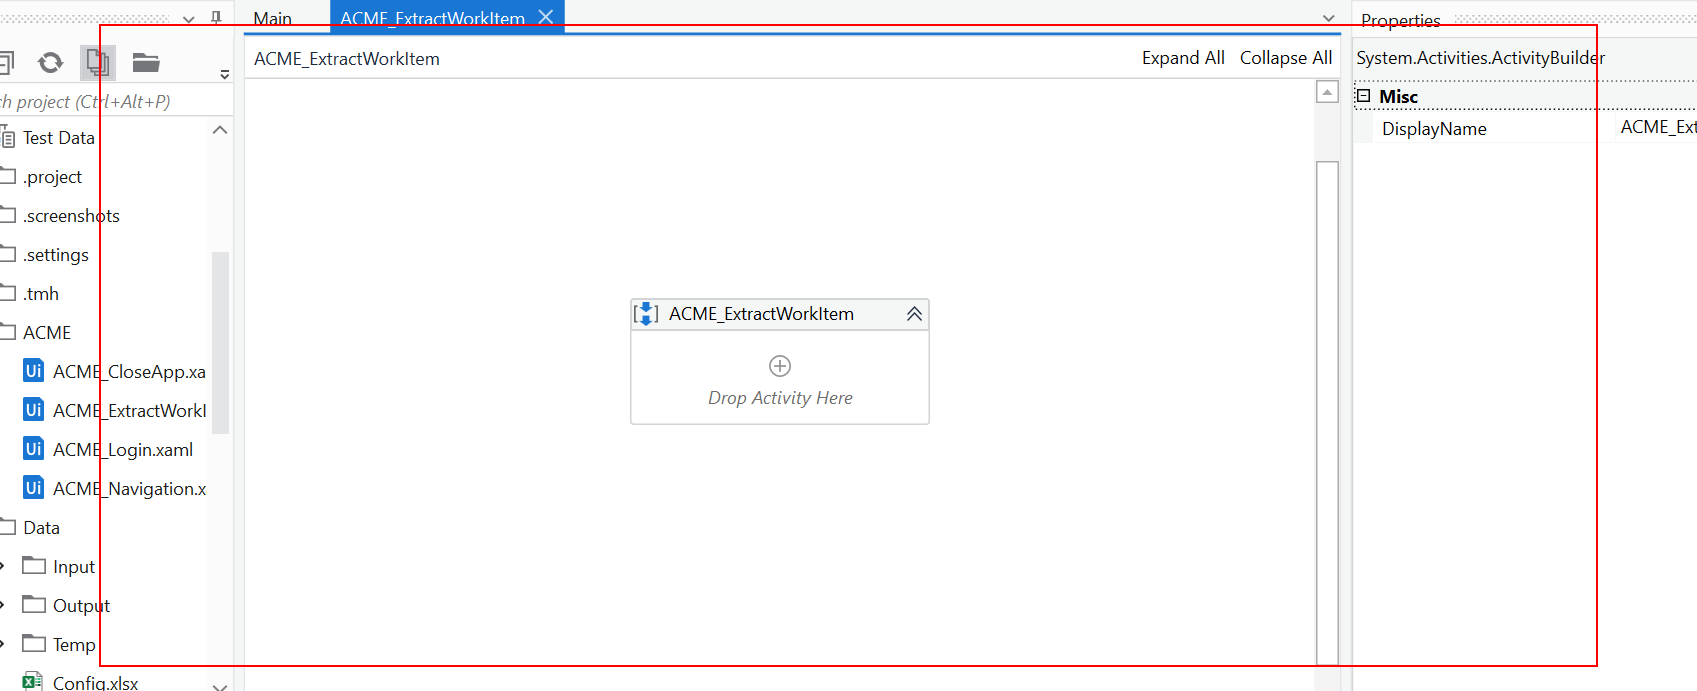 Main
ACME_ExtractWorkItem
Properties
ACME_ExtractWorkItem
Expand All
Collapse All
System.Activities.ActivityBuilder
ch project (Ctrl+Alt+P)
Misc
DisplayName
ACME_Ext
Test Data
.project
.screenshots
.settings
.tmh
ACME
Ui ACME_CloseApp.xa
Ui ACME_ExtractWorkI
Ui ACME_Login.xaml
Ui ACME_Navigation.x
Data
Input
Output
Temp
Config.xlsx
ACME_ExtractWorkItem
Drop Activity Here